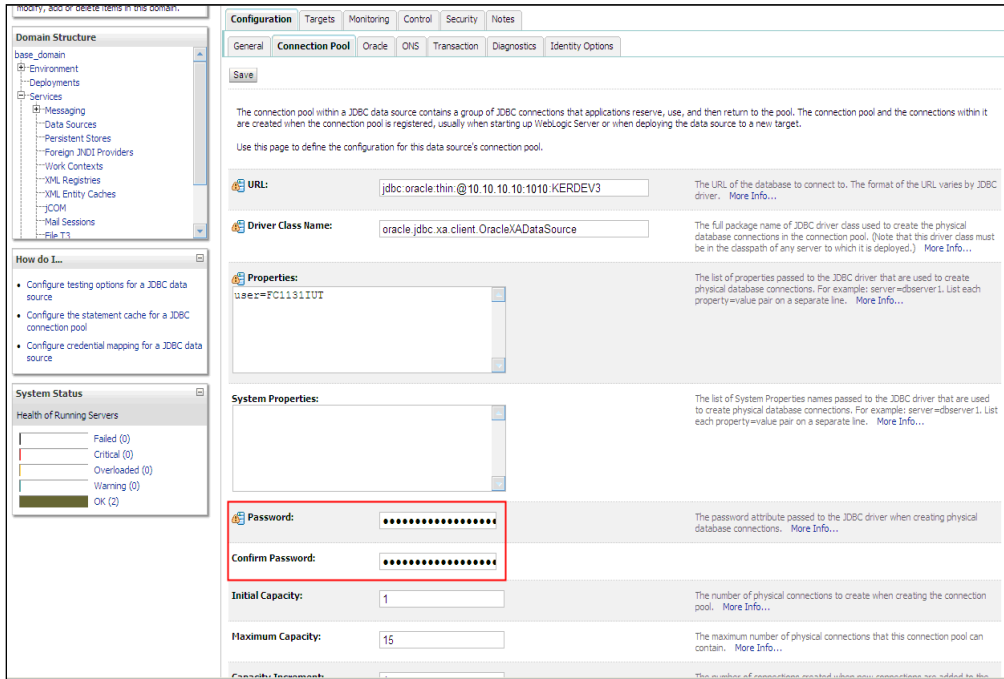 modify, add or delete items in this domain.
Domain Structure
base_domain
Environment
Deployments
Services
Messaging
Data Sources
Persistent Stores
Foreign JNDI Providers
Work Contexts
XML Registries
XML Entity Caches
jCOM
Mail Sessions
File T3
How do I...
Configure testing options for a JDBC data
source
Configure the statement cache for a JDBC
connection pool
Configure credential mapping for a JDBC data
source
System Status
Health of Running Servers
Failed (0)
Critical (0)
Overloaded (0)
Warning (0)
OK (2)
Configuration Targets Monitoring Control Security Notes
General Connection Pool Oracle ONS Transaction Diagnostics Identity Options
Save
The connection pool within a JDBC data source contains a group of JDBC connections that applications reserve, use, and then return to the pool. The connection pool and the connections within it
are created when the connection pool is registered, usually when starting up WebLogic Server or when deploying the data source to a new target.
Use this page to define the configuration for this data source's connection pool.
URL: jdbc:oracle:thin:@10.10.10.10:1010:KERDEV3
The URL of the database to connect to. The format of the URL varies by JDBC
driver. More Info...
Driver Class Name: oracle.jdbc.xa.client.OracleXADataSource
The full package name of JDBC driver class used to create the physical
database connections in the connection pool. (Note that this driver class must
be in the classpath of any server to which it is deployed.) More Info...
Properties:
user=FC1131IUT
The list of properties passed to the JDBC driver that are used to create
physical database connections. For example: server=dbserver1. List each
property=value pair on a separate line. More Info...
System Properties:
The list of System Properties names passed to the JDBC driver that are used
to create physical database connections. For example: server=dbserver1. List
each property=value pair on a separate line. More Info...
Password:
The password attribute passed to the JDBC driver when creating physical
database connections. More Info...
Confirm Password:
Initial Capacity: 1
The number of physical connections to create when creating the connection
pool. More Info...
Maximum Capacity: 15
The maximum number of physical connections that this connection pool can
contain. More Info...
Capacity Increment:
The number of connections created when new connections are added to the